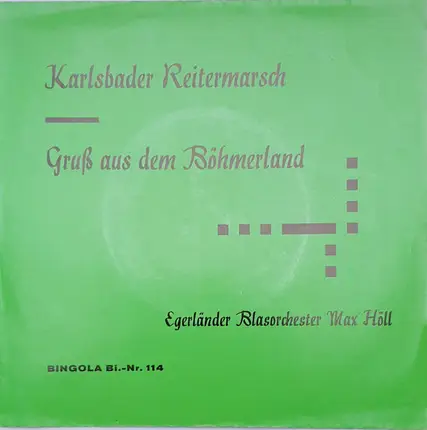 Karlsbader Reitermarsch
Gruß aus dem Böhmerland
Egerländer Blasorchester Max Höll
BINGOLA Bi.-Nr. 114